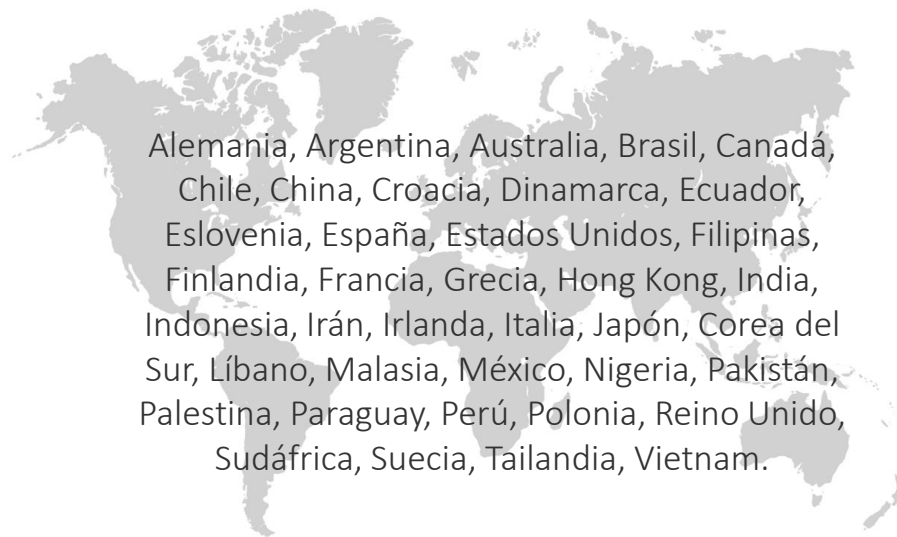 Alemania, Argentina, Australia, Brasil, Canadá,
Chile, China, Croacia, Dinamarca, Ecuador,
Eslovenia, España, Estados Unidos, Filipinas,
Finlandia, Francia, Grecia, Hong Kong, India,
Indonesia, Irán, Irlanda, Italia, Japón, Corea del
Sur, Líbano, Malasia, México, Nigeria, Pakistán,
Palestina, Paraguay, Perú, Polonia, Reino Unido,
Sudáfrica, Suecia, Tailandia, Vietnam.